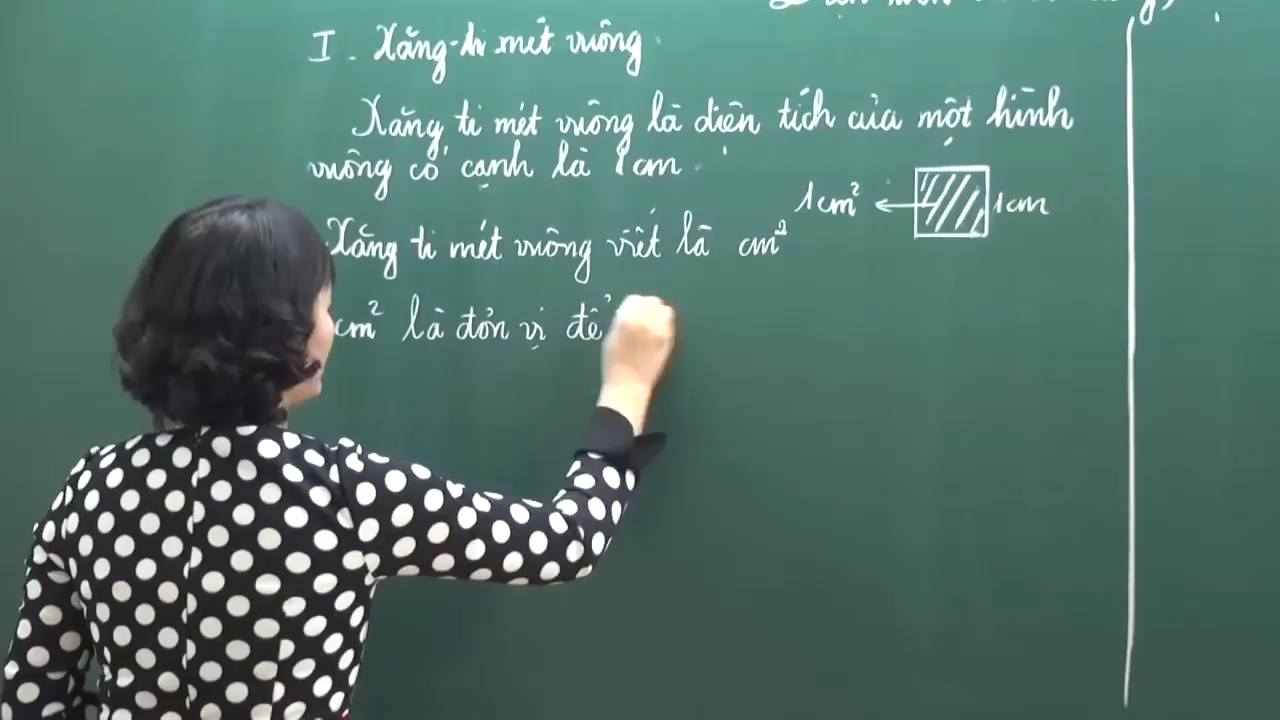 I. Xăng-ti mét vuông
Xăng ti mét vuông là diện tích của một hình
vuông có cạnh là 1cm.
1cm² 1cm
Xăng ti mét vuông viết là cm²
cm² là đơn vị để